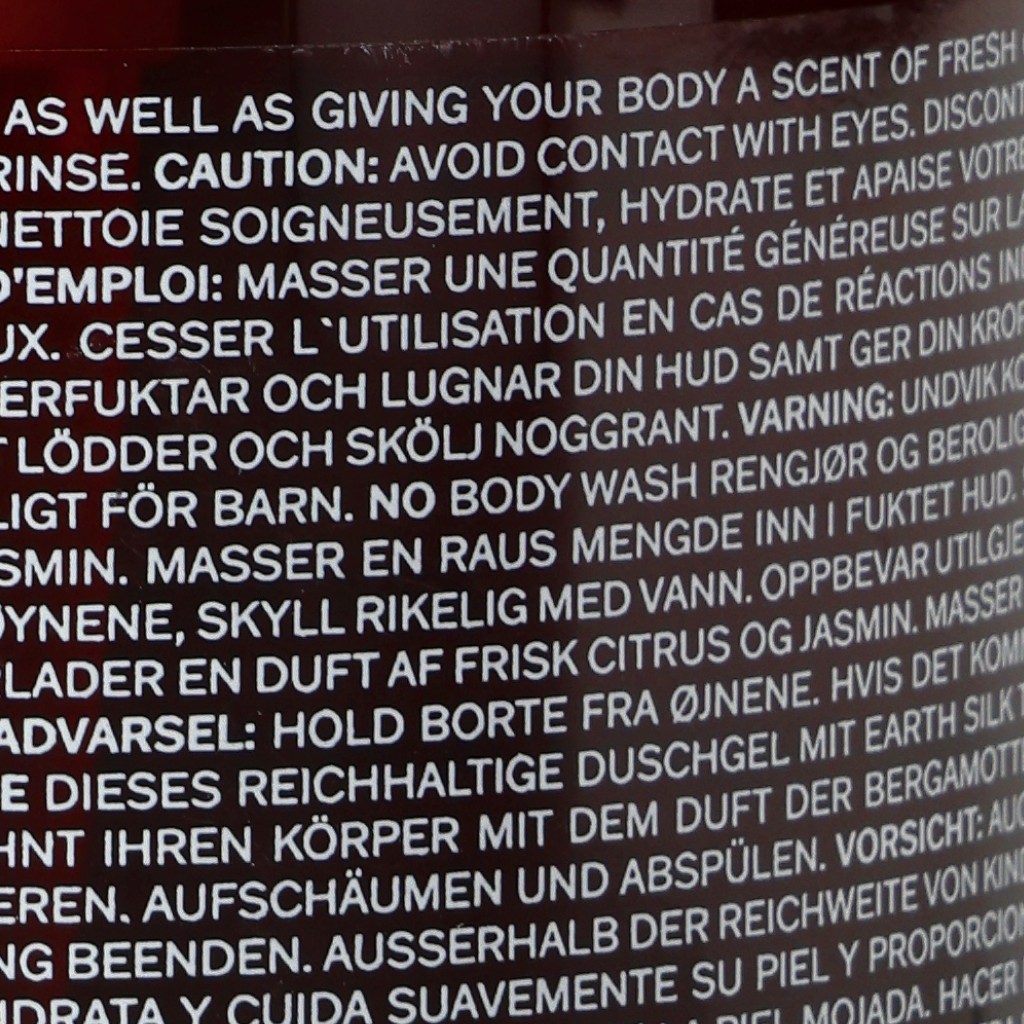 AS WELL AS GIVING YOUR BODY A SCENT OF FRESH
RINSE. CAUTION: AVOID CONTACT WITH EYES. DISCONT
NETTOIE SOIGNEUSEMENT, HYDRATE ET APAISE VOTRE
D'EMPLOI: MASSER UNE QUANTITÉ GÉNÉREUSE SUR LA
UX. CESSER L`UTILISATION EN CAS DE RÉACTIONS IN
ERFUKTAR OCH LUGNAR DIN HUD SAMT GER DIN KROP
T LÖDDER OCH SKÖLJ NOGGRANT. VARNING: UNDVIK KO
LIGT FÖR BARN. NO BODY WASH RENGJØR OG BEROLIG
SMIN. MASSER EN RAUS MENGDE INN I FUKTET HUD.
ØYNENE, SKYLL RIKELIG MED VANN. OPPBEVAR UTILGJE
LADER EN DUFT AF FRISK CITRUS OG JASMIN. MASSER
ADVARSEL: HOLD BORTE FRA ØJNENE. HVIS DET KOM
E DIESES REICHHALTIGE DUSCHGEL MIT EARTH SILK
HNT IHREN KÖRPER MIT DEM DUFT DER BERGAMOTTE
EREN. AUFSCHÄUMEN UND ABSPÜLEN. VORSICHT: AUG
NG BEENDEN. AUSSERHALB DER REICHWEITE VON KIND
IDRATA Y CUIDA SUAVEMENTE SU PIEL Y PROPORCION
PIEL MOJADA. HACER